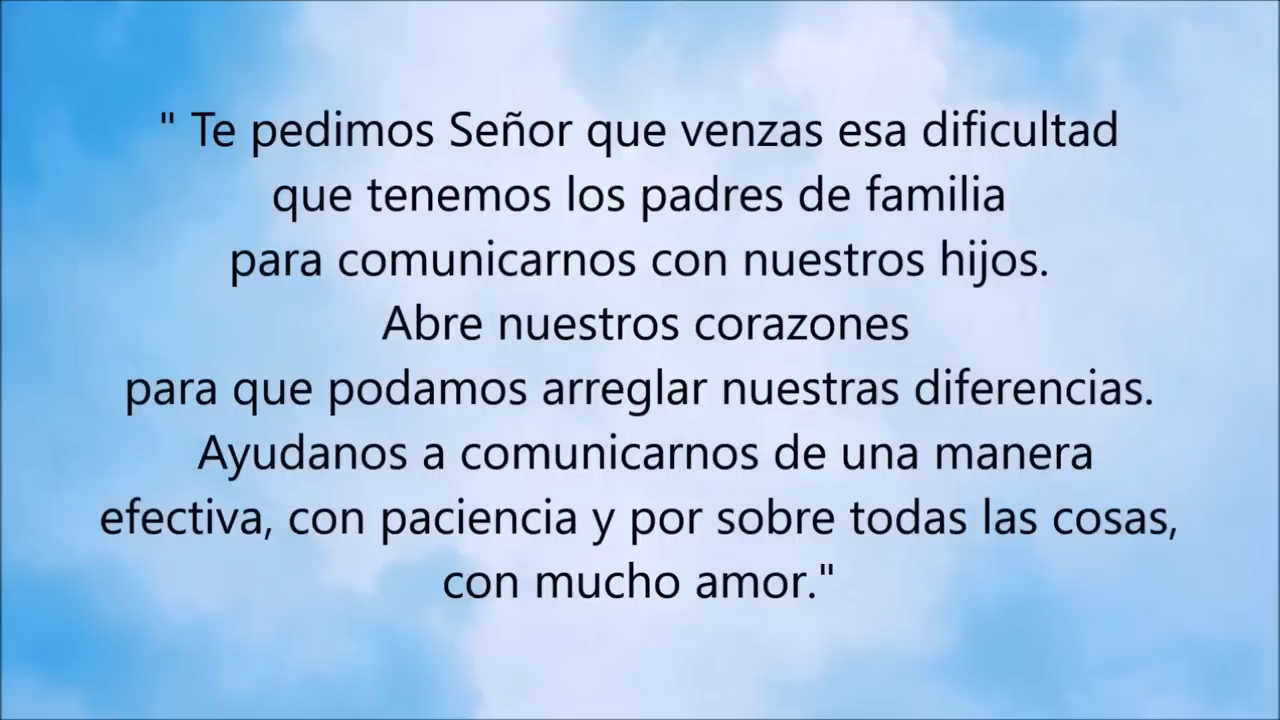 " Te pedimos Señor que venzas esa dificultad
que tenemos los padres de familia
para comunicarnos con nuestros hijos.
Abre nuestros corazones
para que podamos arreglar nuestras diferencias.
Ayudanos a comunicarnos de una manera
efectiva, con paciencia y por sobre todas las cosas,
con mucho amor."